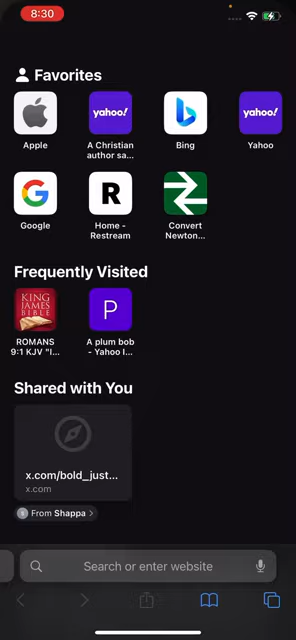 8:30
Favorites
yahoo!
yahoo!
Apple
A Christian
author sa...
Bing
Yahoo
R
Google
Home -
Restream
Convert
Newton...
Frequently Visited
KING
JAMES
BIBLE
P
ROMANS
9:1 KJV "I...
A plum bob
- Yahoo I...
Shared with You
x.com/bold_just...
x.com
S
From Shappa >
Search or enter website